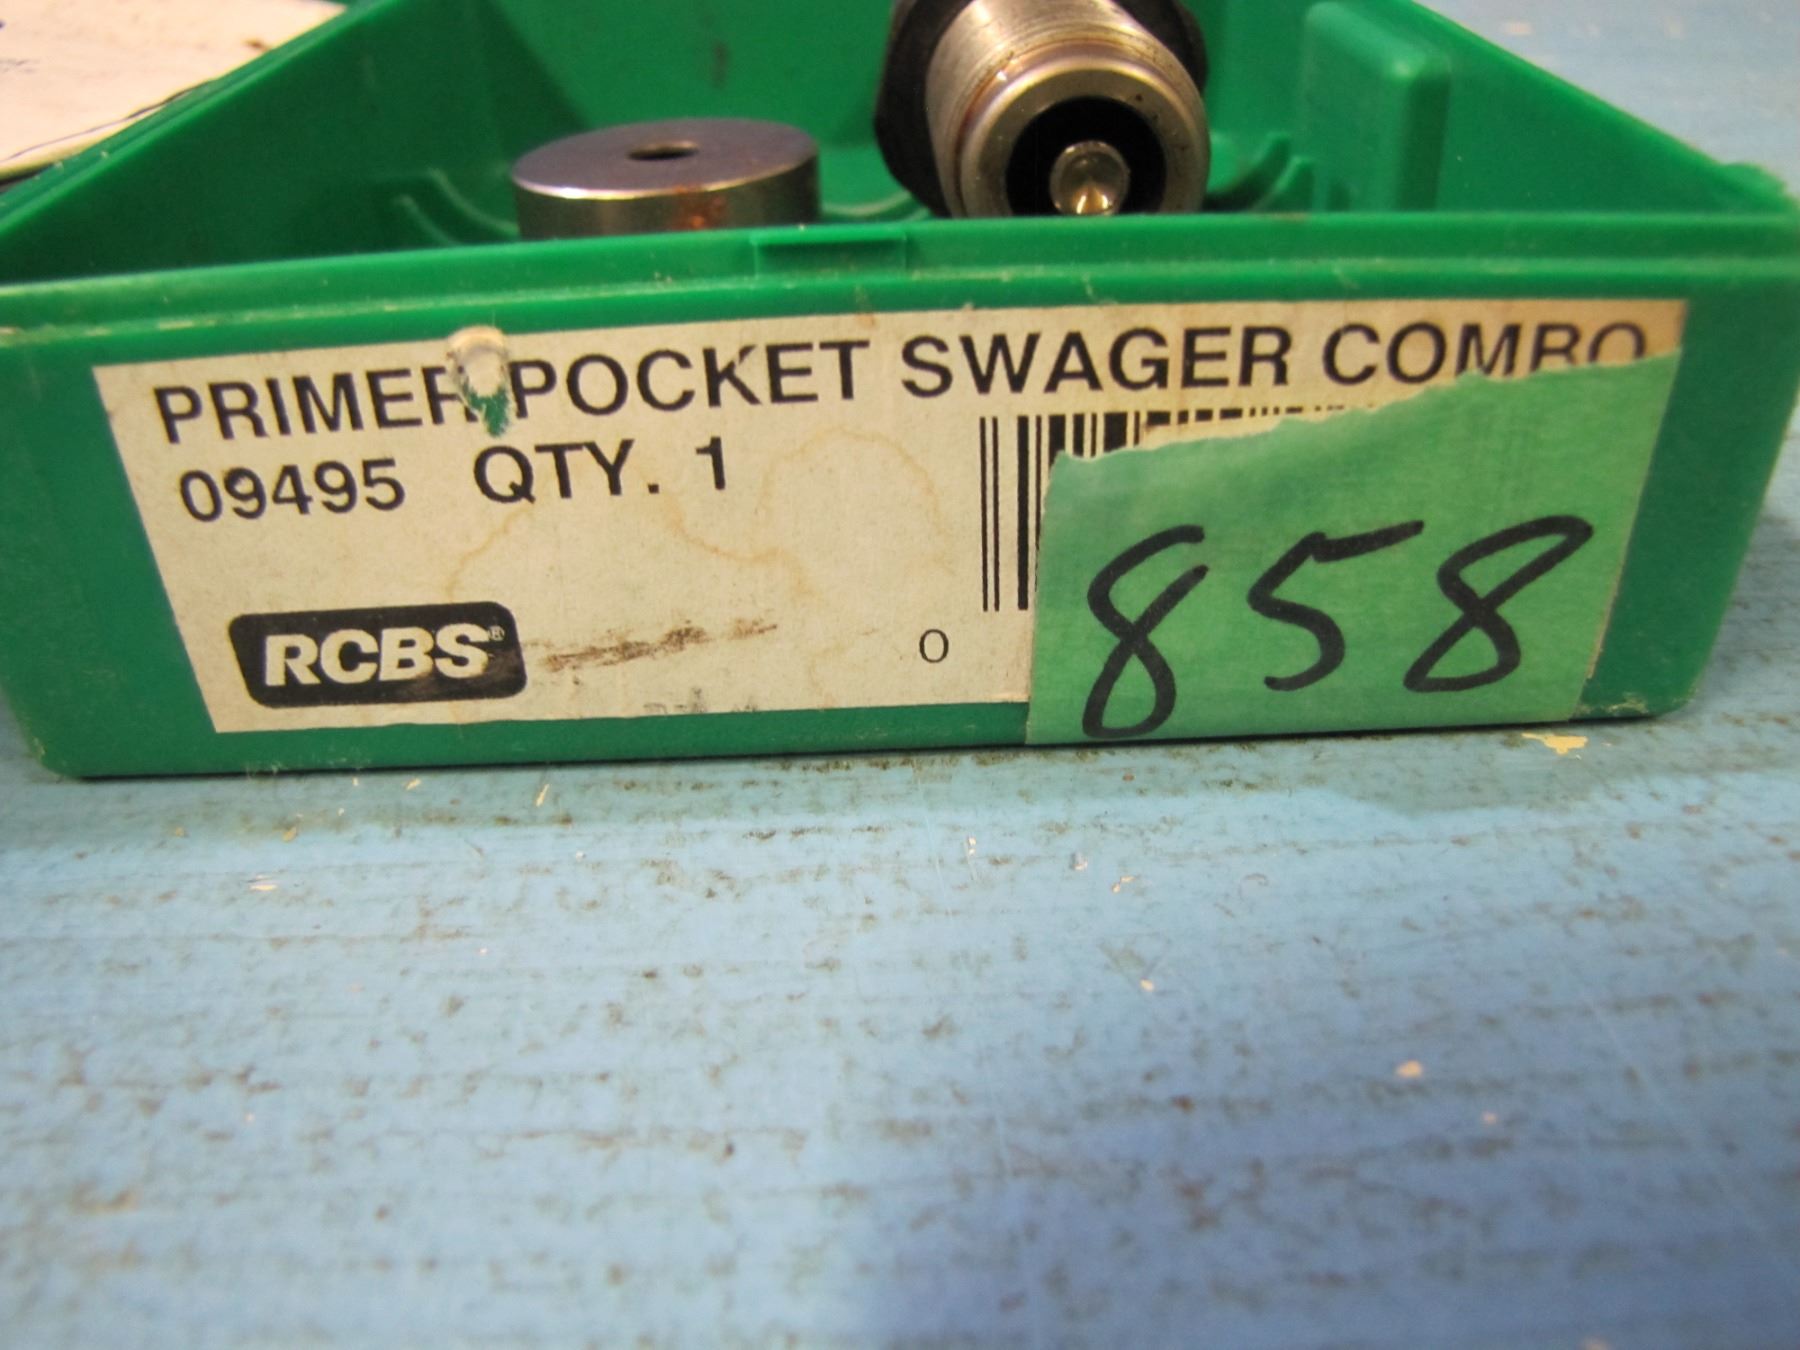 PRIMER POCKET SWAGER COMBO
09495 QTY. 1
RCBS®
0
858